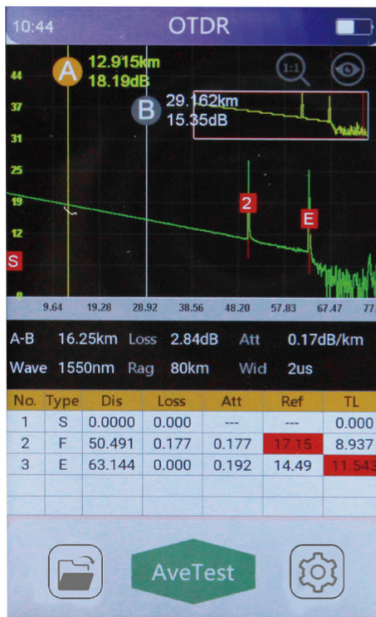 10:44 OTDR
A 12.915km
18.19dB
1:1
B 29.162km
15.35dB
44
37
31
25
19
12
2
E
S
9.64 19.28 28.92 38.56 48.20 57.83 67.47 77.
A-B 16.25km Loss 2.84dB Att 0.17dB/km
Wave 1550nm Rag 80km Wid 2us
No. Type Dis Loss Att Ref TL
1 S 0.0000 0.000 --- --- 0.000
2 F 50.491 0.177 0.177 17.15 8.937
3 E 63.144 0.000 0.192 14.49 11.543
AveTest